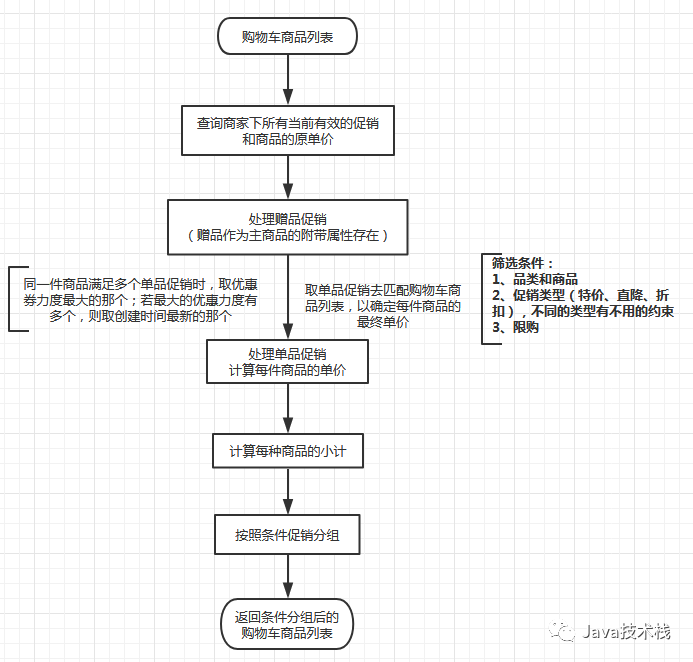 购物车商品列表
查询商家下所有当前有效的促销
和商品的原单价
处理赠品促销
（赠品作为主商品的附带属性存在）
同一件商品满足多个单品促销时，取优惠
券力度最大的那个；若最大的优惠力度有
多个，则取创建时间最新的那个
取单品促销去匹配购物车商
品列表，以确定每件商品的
最终单价
筛选条件：
1、品类和商品
2、促销类型（特价、直降、折
扣），不同的类型有不用的约束
3、限购
处理单品促销
计算每件商品的单价
计算每种商品的小计
按照条件促销分组
返回条件分组后的
购物车商品列表
Java技术栈